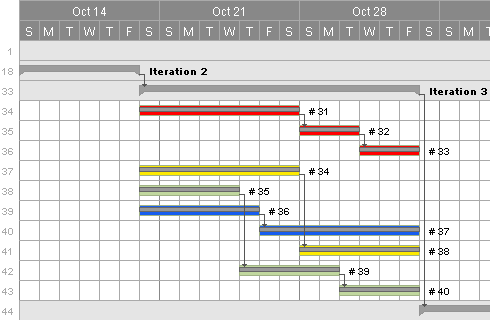 Oct 14 Oct 21 Oct 28
S M T W T F S S M T W T F S S M T W T F S S M T
1
18 Iteration 2
33 Iteration 3
34 # 31
35 # 32
36 # 33
37 # 34
38 # 35
39 # 36
40 # 37
41 # 38
42 # 39
43 # 40
44